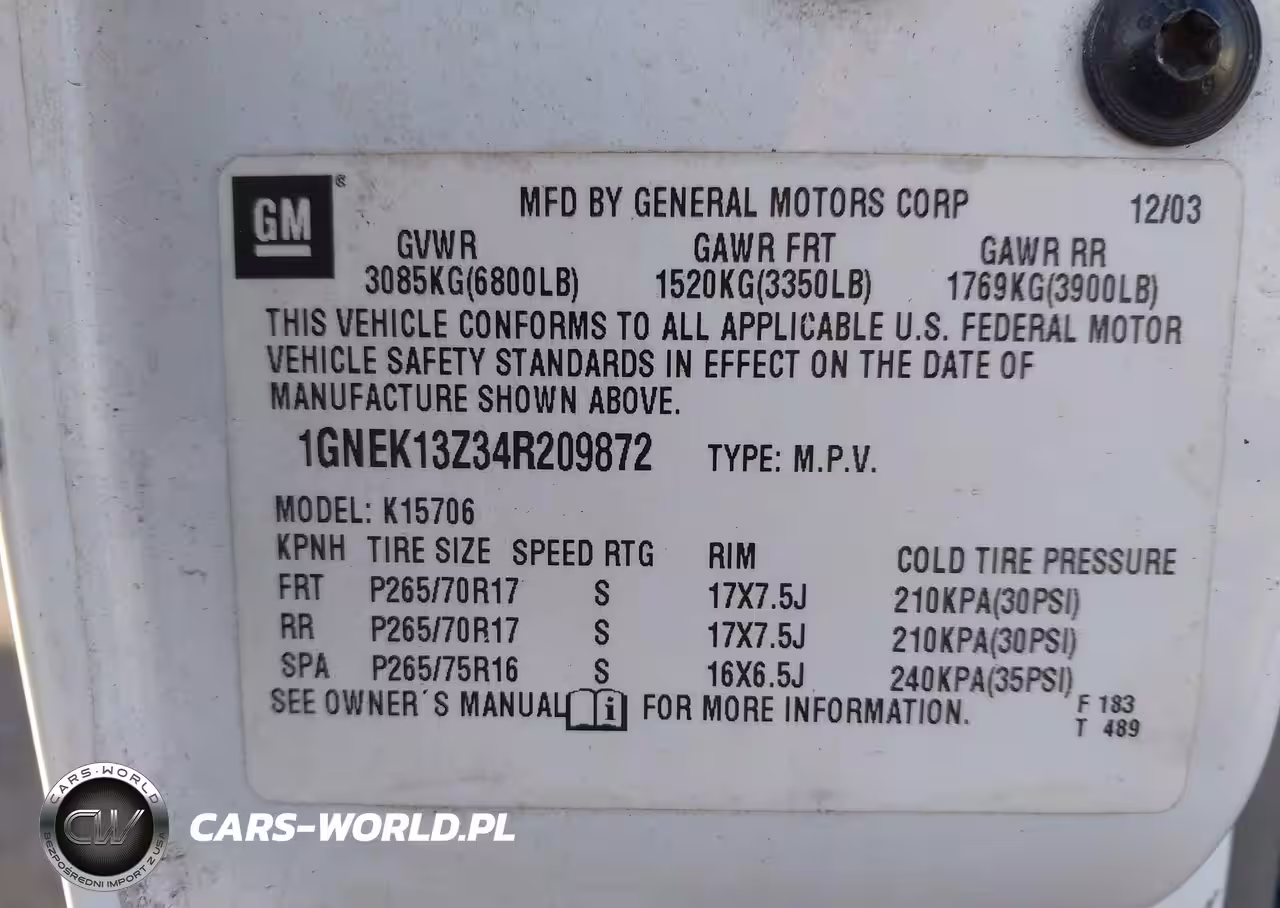 GM ® MFD BY GENERAL MOTORS CORP 12/03
GVWR GAWR FRT GAWR RR
3085KG(6800LB) 1520KG(3350LB) 1769KG(3900LB)
THIS VEHICLE CONFORMS TO ALL APPLICABLE U.S. FEDERAL MOTOR
VEHICLE SAFETY STANDARDS IN EFFECT ON THE DATE OF
MANUFACTURE SHOWN ABOVE.
1GNEK13Z34R209872 TYPE: M.P.V.
MODEL: K15706
KPNH TIRE SIZE SPEED RTG RIM COLD TIRE PRESSURE
FRT P265/70R17 S 17X7.5J 210KPA(30PSI)
RR P265/70R17 S 17X7.5J 210KPA(30PSI)
SPA P265/75R16 S 16X6.5J 240KPA(35PSI)
SEE OWNER´S MANUAL i FOR MORE INFORMATION.
F 183
T 489
CARS-WORLD
CW
BEZPOŚREDNI IMPORT Z USA
CARS-WORLD.PL